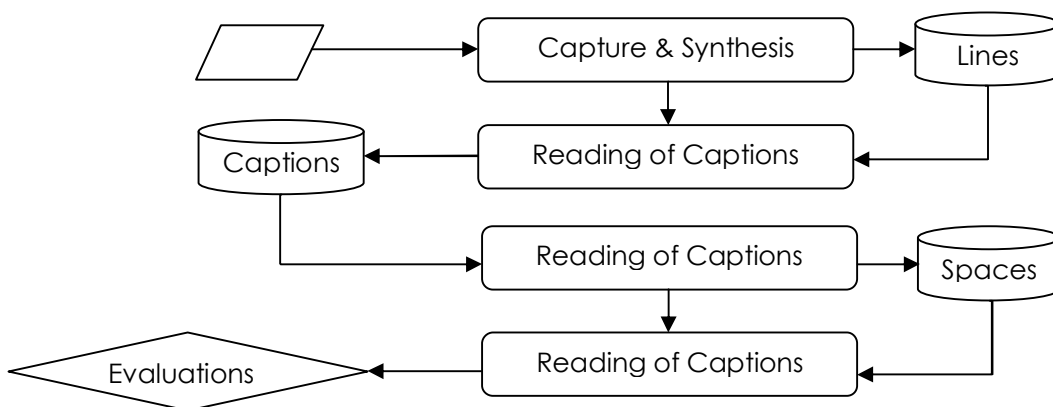 Capture & Synthesis
Lines
Captions
Reading of Captions
Reading of Captions
Spaces
Evaluations
Reading of Captions